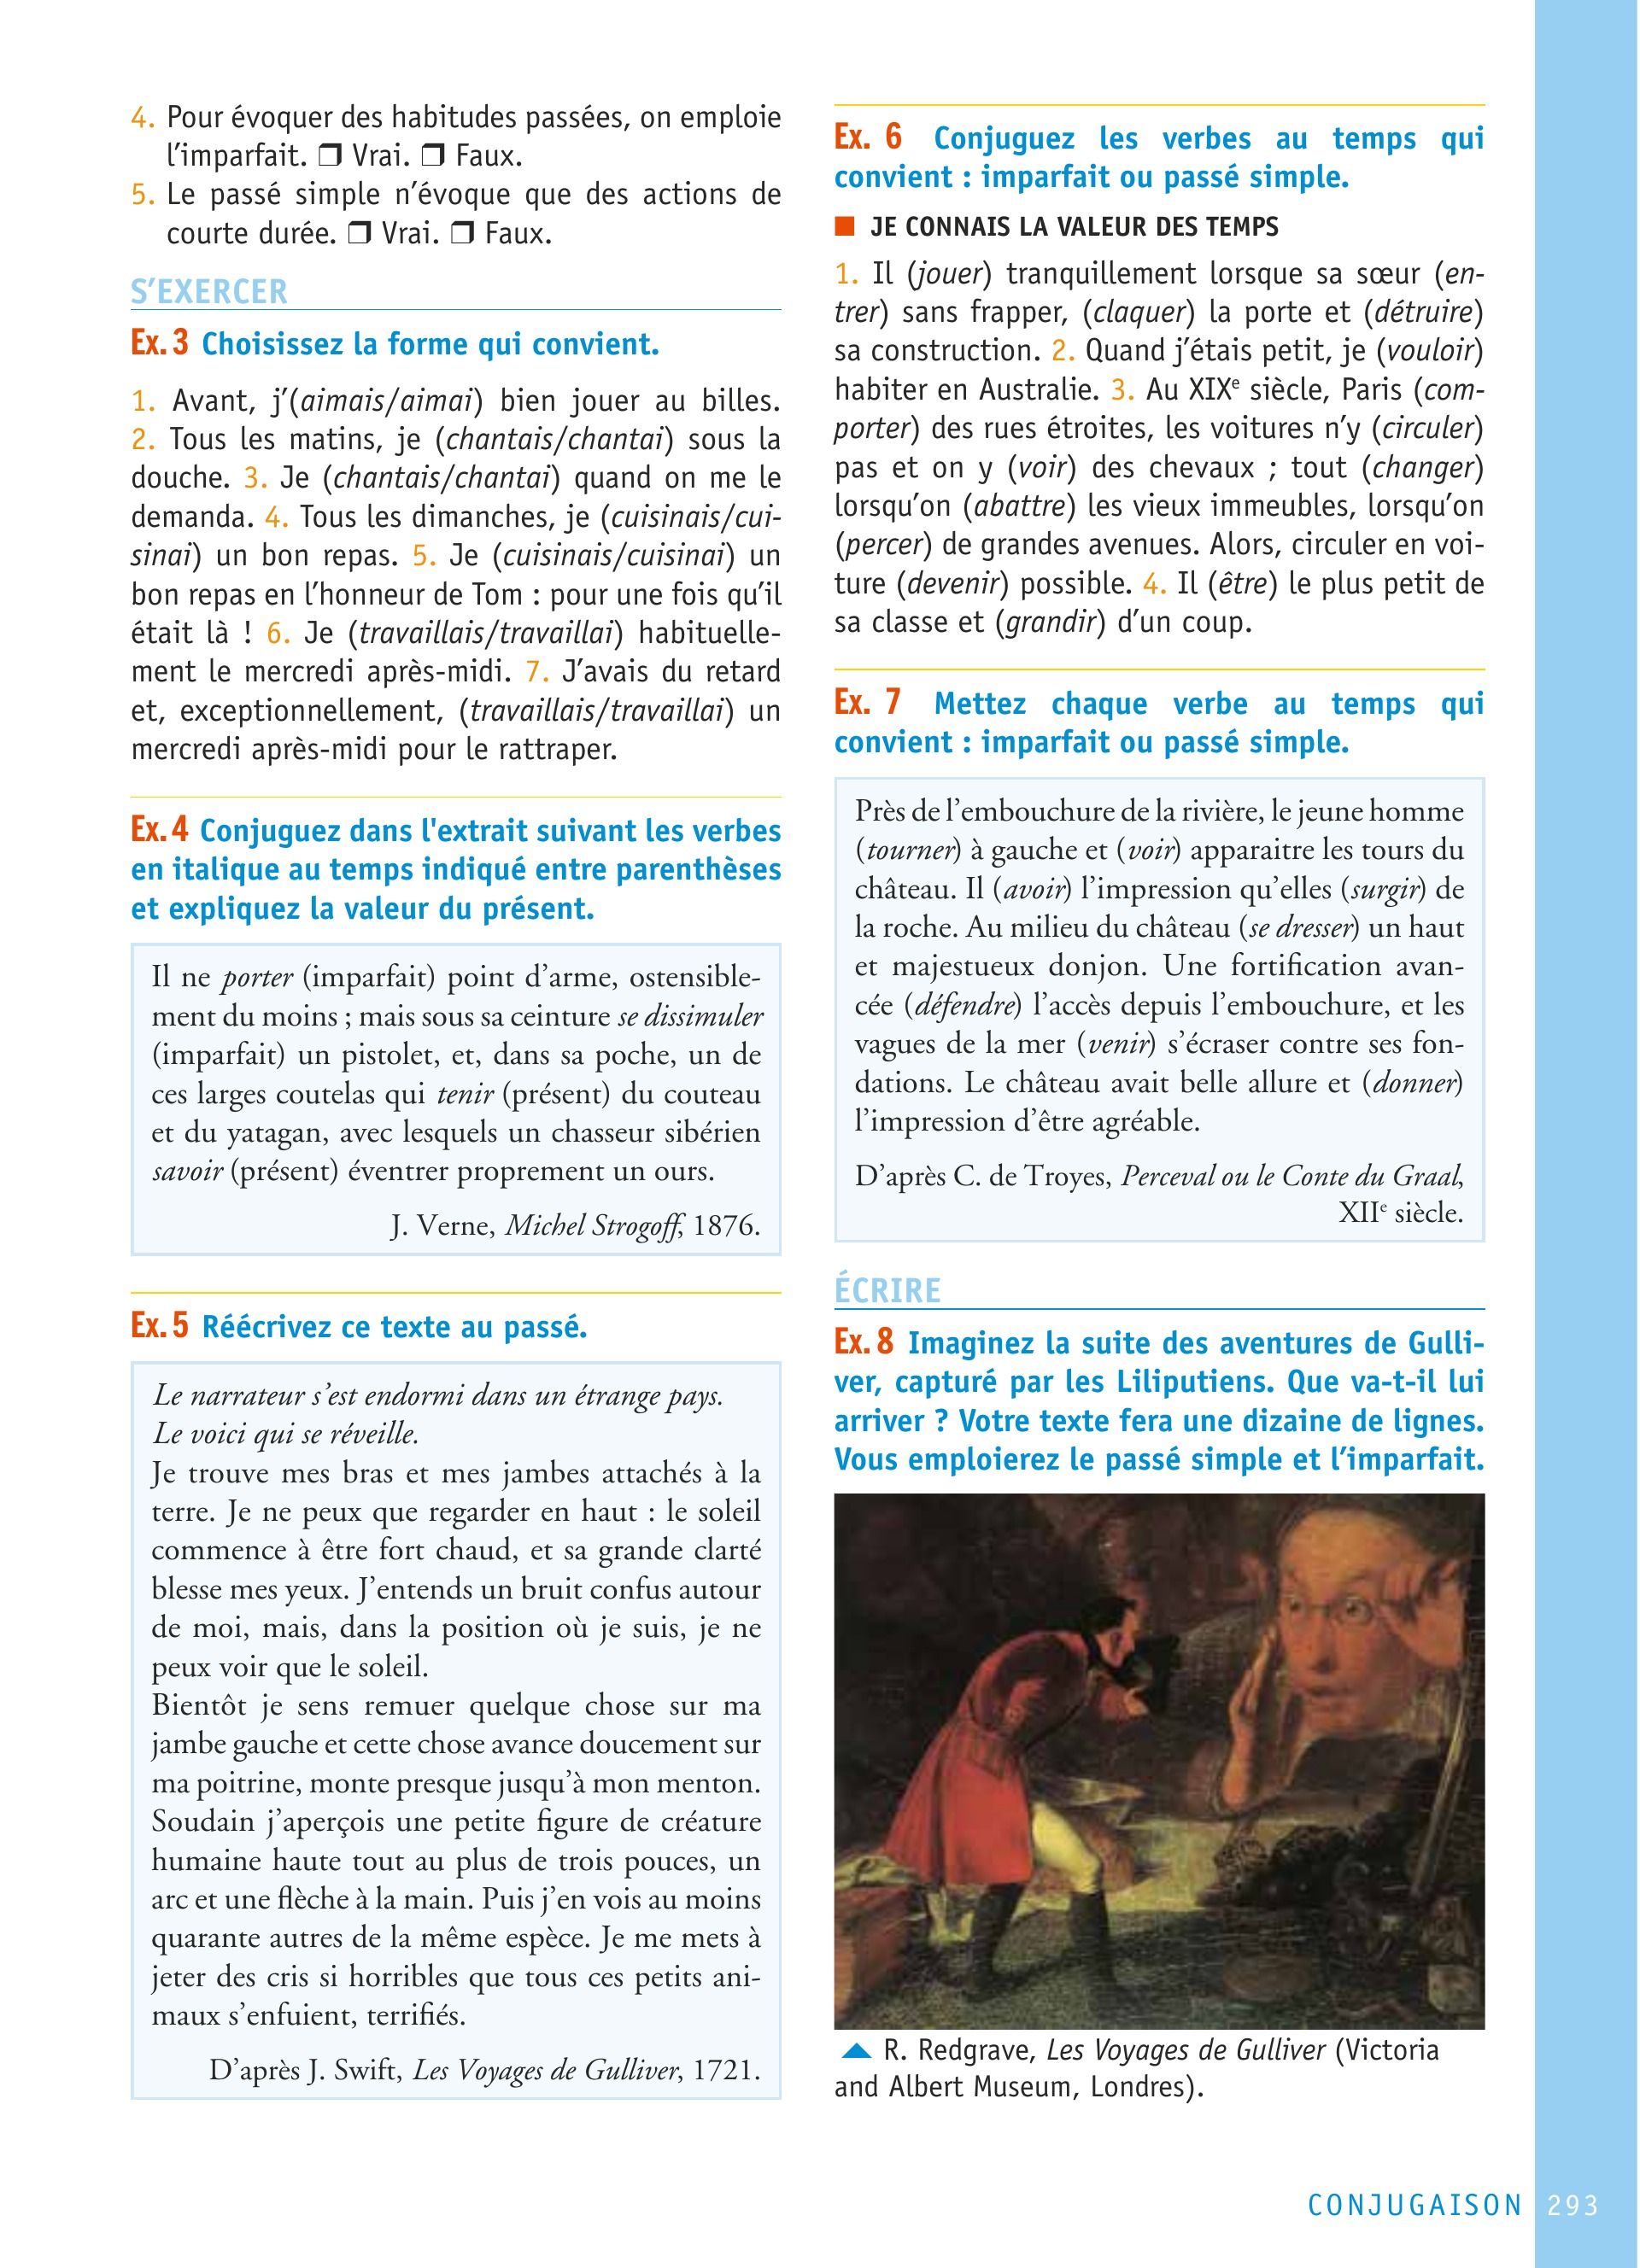 4. Pour évoquer des habitudes passées, on emploie
l’imparfait. ❒ Vrai. ❒ Faux.
5. Le passé simple n’évoque que des actions de
courte durée. ❒ Vrai. ❒ Faux.
S’EXERCER
Ex. 3 Choisissez la forme qui convient.
1. Avant, j’(aimais/aimai) bien jouer au billes.
2. Tous les matins, je (chantais/chantai) sous la
douche. 3. Je (chantais/chantai) quand on me le
demanda. 4. Tous les dimanches, je (cuisinais/cui-
sinai) un bon repas. 5. Je (cuisinais/cuisinai) un
bon repas en l’honneur de Tom : pour une fois qu’il
était là ! 6. Je (travaillais/travaillai) habituelle-
ment le mercredi après-midi. 7. J’avais du retard
et, exceptionnellement, (travaillais/travaillai) un
mercredi après-midi pour le rattraper.
Ex. 4 Conjuguez dans l'extrait suivant les verbes
en italique au temps indiqué entre parenthèses
et expliquez la valeur du présent.
Il ne porter (imparfait) point d’arme, ostensible-
ment du moins ; mais sous sa ceinture se dissimuler
(imparfait) un pistolet, et, dans sa poche, un de
ces larges coutelas qui tenir (présent) du couteau
et du yatagan, avec lesquels un chasseur sibérien
savoir (présent) éventrer proprement un ours.
J. Verne, Michel Strogoff, 1876.
Ex. 5 Réécrivez ce texte au passé.
Le narrateur s’est endormi dans un étrange pays.
Le voici qui se réveille.
Je trouve mes bras et mes jambes attachés à la
terre. Je ne peux que regarder en haut : le soleil
commence à être fort chaud, et sa grande clarté
blesse mes yeux. J’entends un bruit confus autour
de moi, mais, dans la position où je suis, je ne
peux voir que le soleil.
Bientôt je sens remuer quelque chose sur ma
jambe gauche et cette chose avance doucement sur
ma poitrine, monte presque jusqu’à mon menton.
Soudain j’aperçois une petite figure de créature
humaine haute tout au plus de trois pouces, un
arc et une flèche à la main. Puis j’en vois au moins
quarante autres de la même espèce. Je me mets à
jeter des cris si horribles que tous ces petits ani-
maux s’enfuient, terrifiés.
D’après J. Swift, Les Voyages de Gulliver, 1721.
Ex. 6 Conjuguez les verbes au temps qui
convient : imparfait ou passé simple.
■ JE CONNAIS LA VALEUR DES TEMPS
1. Il (jouer) tranquillement lorsque sa sœur (en-
trer) sans frapper, (claquer) la porte et (détruire)
sa construction. 2. Quand j’étais petit, je (vouloir)
habiter en Australie. 3. Au XIXe siècle, Paris (com-
porter) des rues étroites, les voitures n’y (circuler)
pas et on y (voir) des chevaux ; tout (changer)
lorsqu’on (abattre) les vieux immeubles, lorsqu’on
(percer) de grandes avenues. Alors, circuler en voi-
ture (devenir) possible. 4. Il (être) le plus petit de
sa classe et (grandir) d’un coup.
Ex. 7 Mettez chaque verbe au temps qui
convient : imparfait ou passé simple.
Près de l’embouchure de la rivière, le jeune homme
(tourner) à gauche et (voir) apparaitre les tours du
château. Il (avoir) l’impression qu’elles (surgir) de
la roche. Au milieu du château (se dresser) un haut
et majestueux donjon. Une fortification avan-
cée (défendre) l’accès depuis l’embouchure, et les
vagues de la mer (venir) s’écraser contre ses fon-
dations. Le château avait belle allure et (donner)
l’impression d’être agréable.
D’après C. de Troyes, Perceval ou le Conte du Graal,
XIIe siècle.
ÉCRIRE
Ex. 8 Imaginez la suite des aventures de Gulli-
ver, capturé par les Liliputiens. Que va-t-il lui
arriver ? Votre texte fera une dizaine de lignes.
Vous emploierez le passé simple et l’imparfait.
▲ R. Redgrave, Les Voyages de Gulliver (Victoria
and Albert Museum, Londres).
CONJUGAISON 293